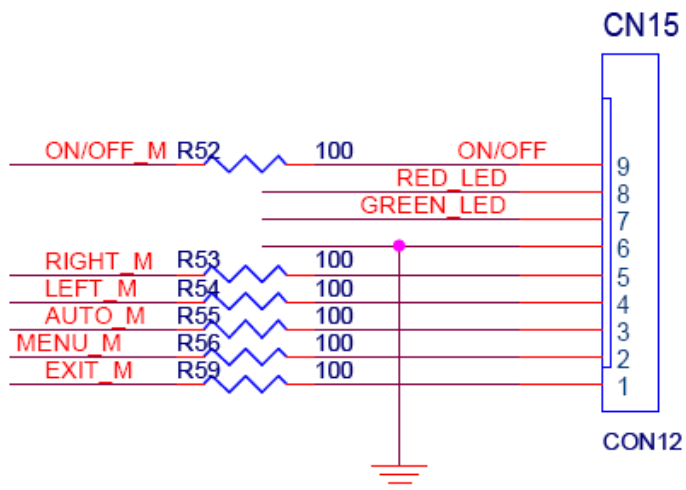 CN15
ON/OFF_M R52 100 ON/OFF 9
RED_LED 8
GREEN_LED 7
6
RIGHT_M R53 100 5
LEFT_M R54 100 4
AUTO_M R55 100 3
MENU_M R56 100 2
EXIT_M R59 100 1
CON12